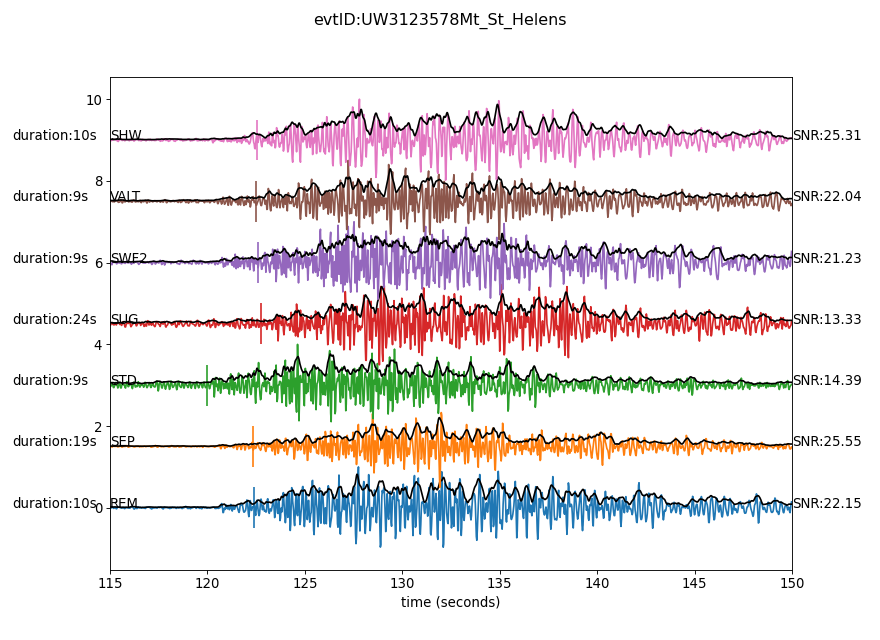 evtID:UW3123578Mt_St_Helens
10
duration:10s SHW SNR:25.31
8
duration:9s VALT SNR:22.04
duration:9s SWF2 SNR:21.23
6
duration:24s SUG SNR:13.33
4
duration:9s STD SNR:14.39
2
duration:19s SEP SNR:25.55
duration:10s REM SNR:22.15
0
115 120 125 130 135 140 145 150
time (seconds)